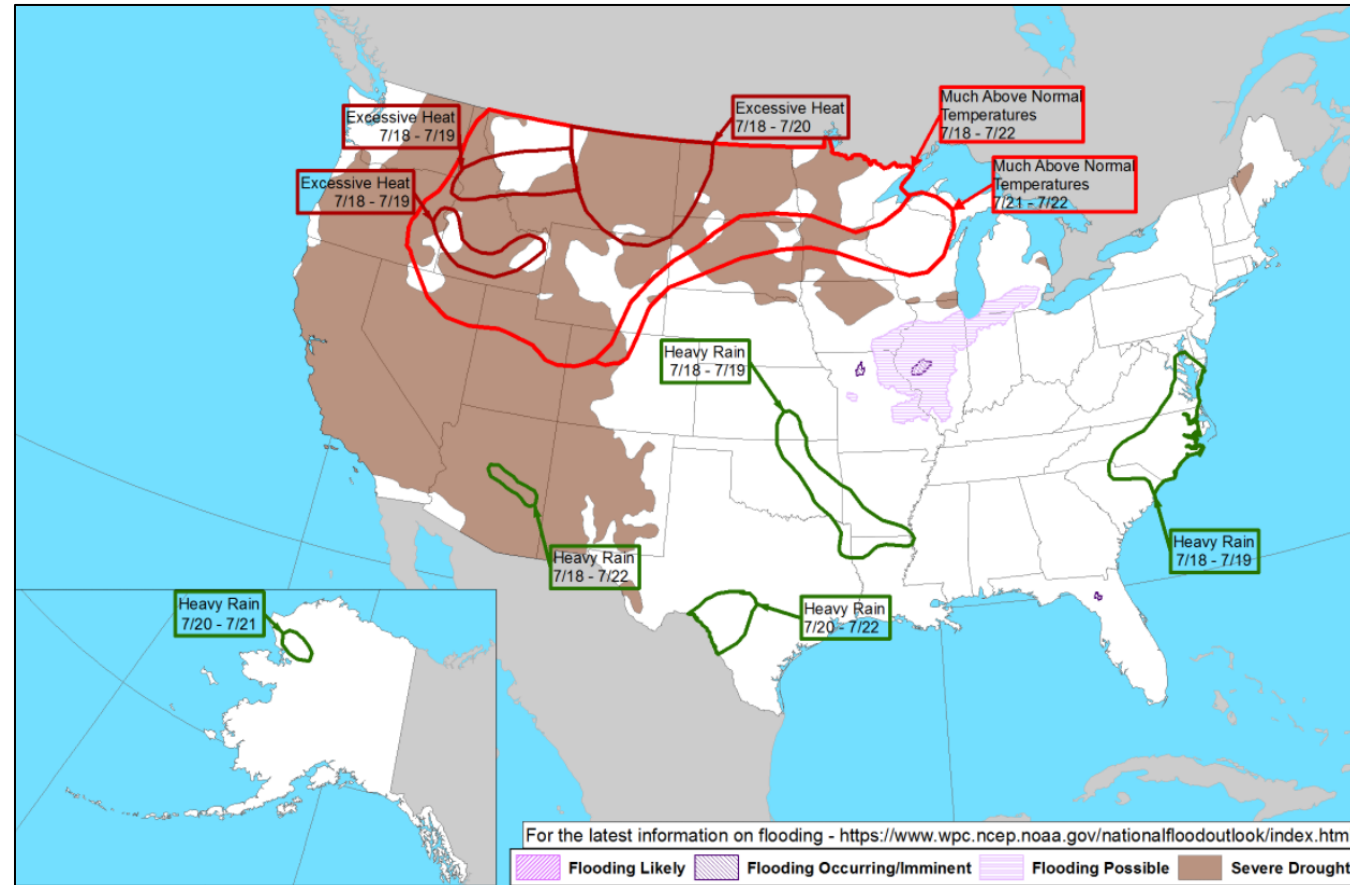 Excessive Heat
7/18 - 7/19
Excessive Heat
7/18 - 7/20
Much Above Normal
Temperatures
7/18 - 7/22
Excessive Heat
7/18 - 7/19
Much Above Normal
Temperatures
7/21 - 7/22
Heavy Rain
7/18 - 7/19
Heavy Rain
7/18 - 7/22
Heavy Rain
7/18 - 7/19
Heavy Rain
7/20 - 7/21
Heavy Rain
7/20 - 7/22
For the latest information on flooding - https://www.wpc.ncep.noaa.gov/nationalfloodoutlook/index.htm
Flooding Likely Flooding Occurring/Imminent Flooding Possible Severe Drought